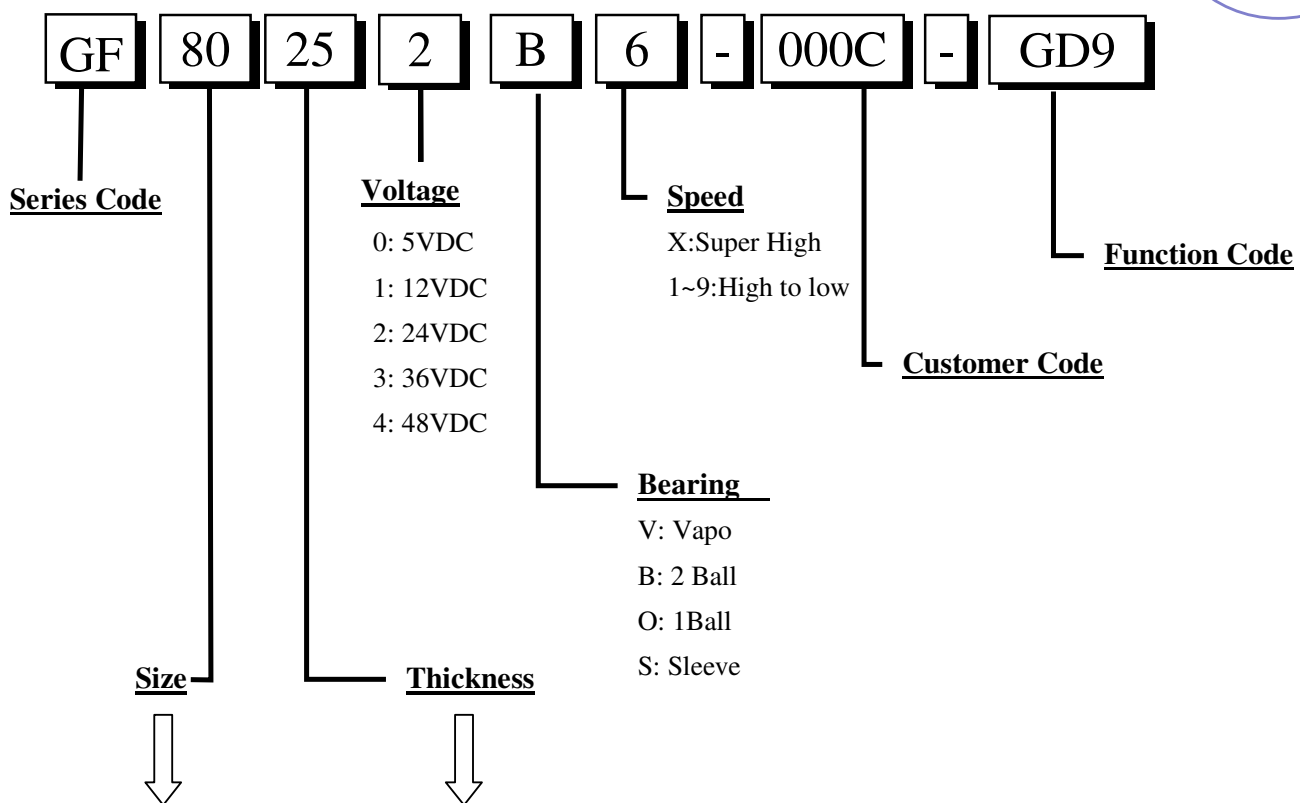 GF 80 25 2 B 6 - 000C - GD9
Series Code
Voltage
0: 5VDC
1: 12VDC
2: 24VDC
3: 36VDC
4: 48VDC
Speed
X:Super High
1~9:High to low
Function Code
Customer Code
Bearing
V: Vapo
B: 2 Ball
O: 1Ball
S: Sleeve
Size
Thickness